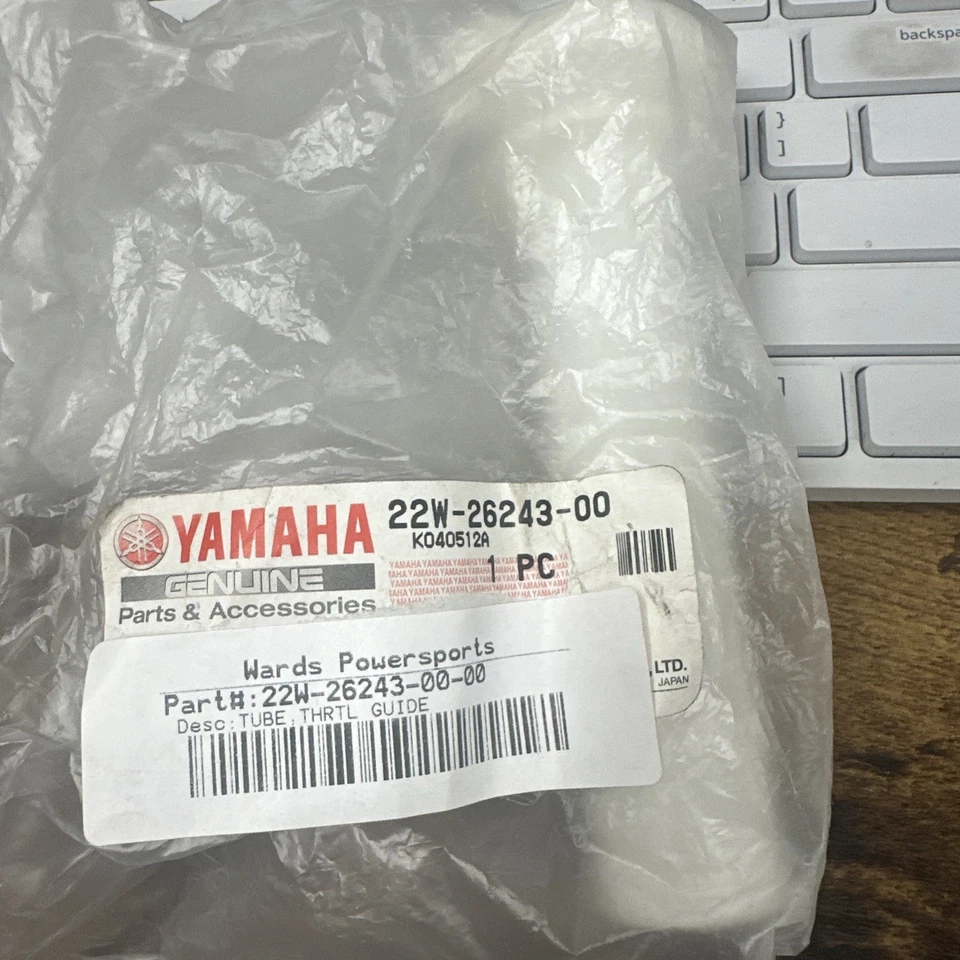 backspa
}
]
YAMAHA
GENUINE
Parts & Accessories
22W-26243-00
K040512A
1 PC
, LTD.
JAPAN
Wards Powersports
Part#:22W-26243-00-00
Desc:TUBE,THRTL GUIDE